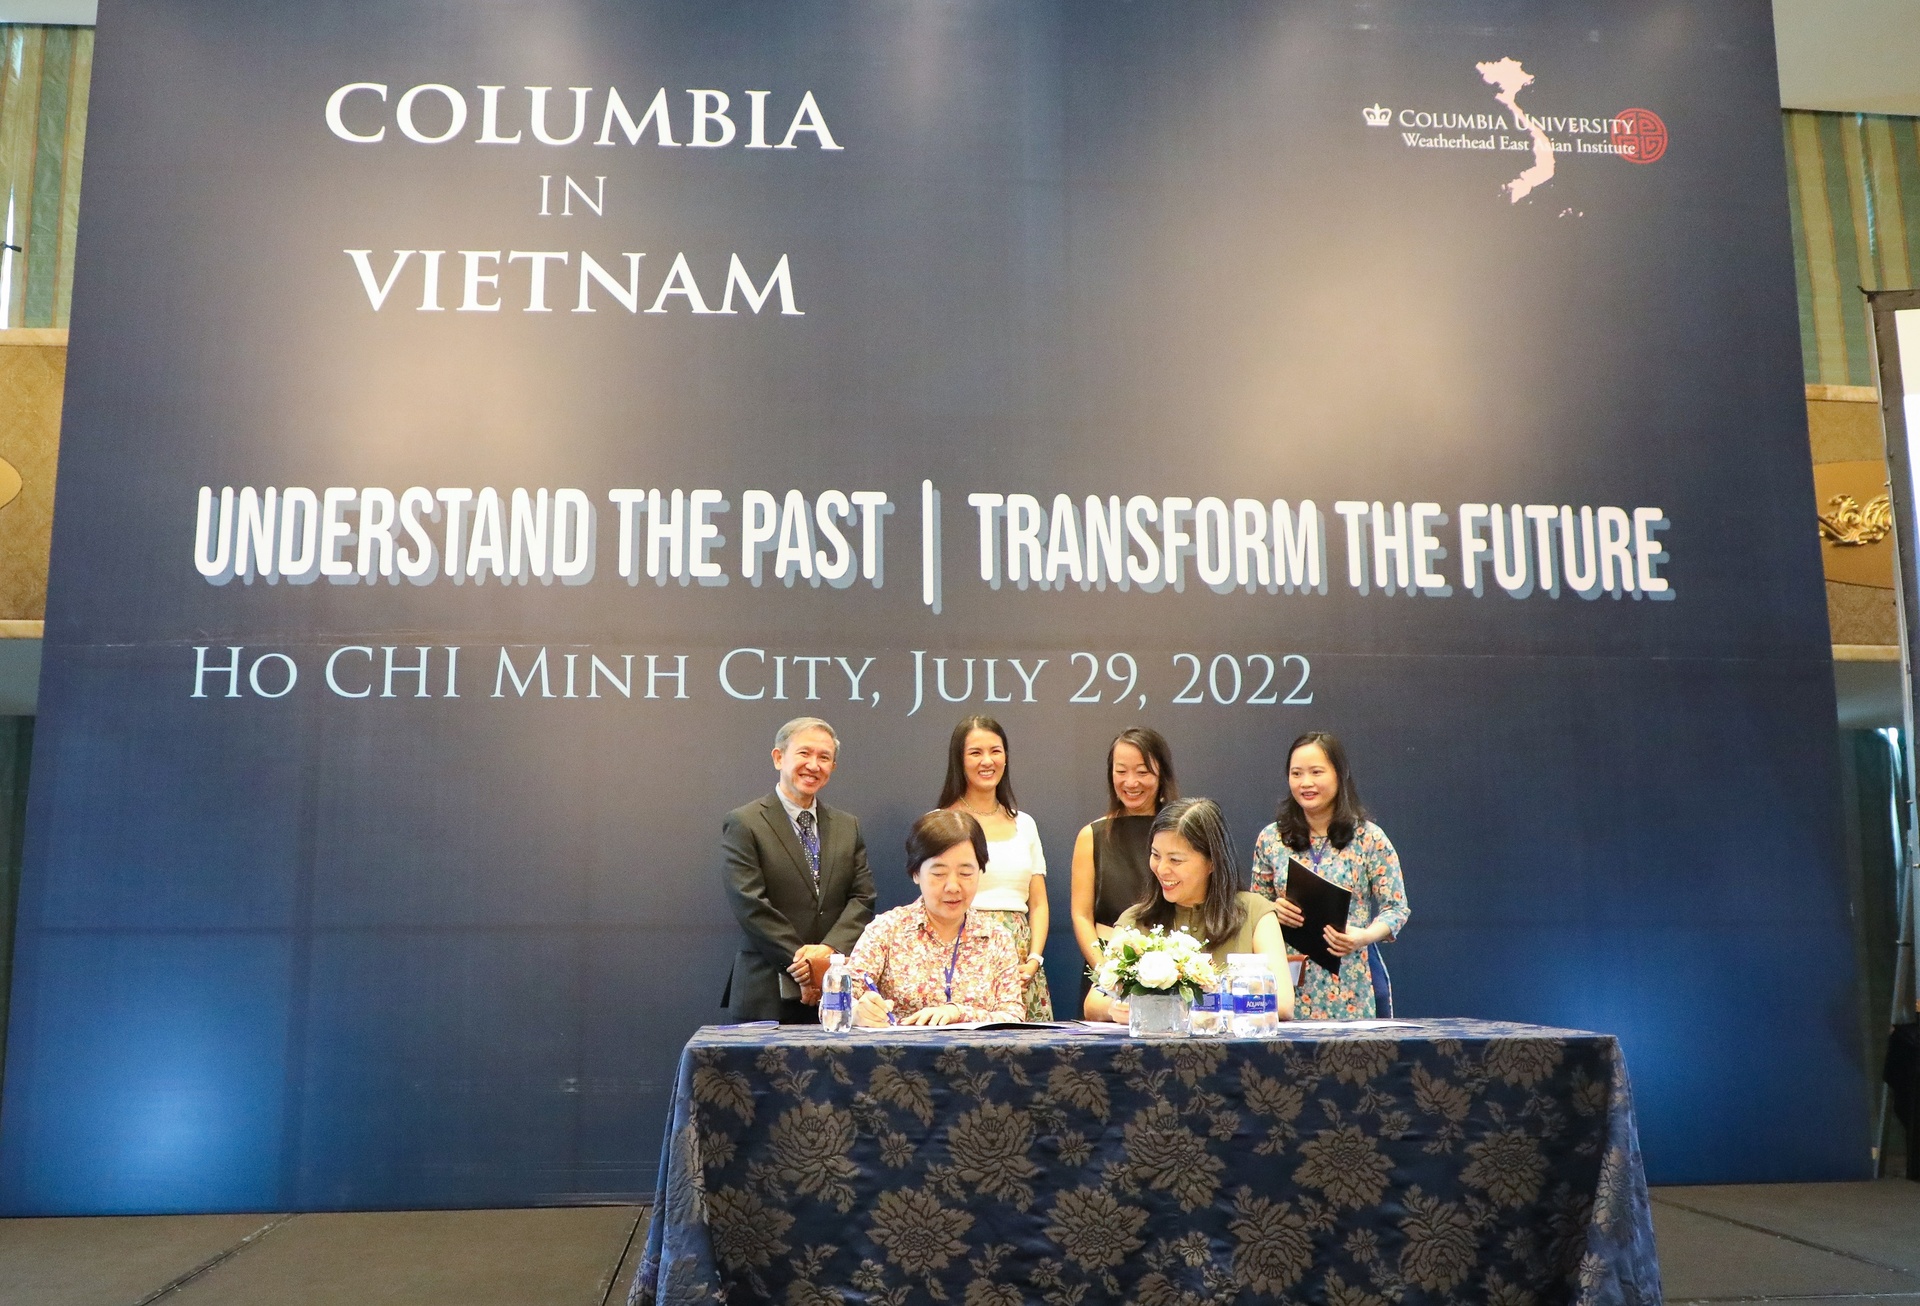 COLUMBIA
IN
VIETNAM
COLUMBIA UNIVERSITY
Weatherhead East Asian Institute
UNDERSTAND THE PAST | TRANSFORM THE FUTURE
HO CHI MINH CITY, JULY 29, 2022